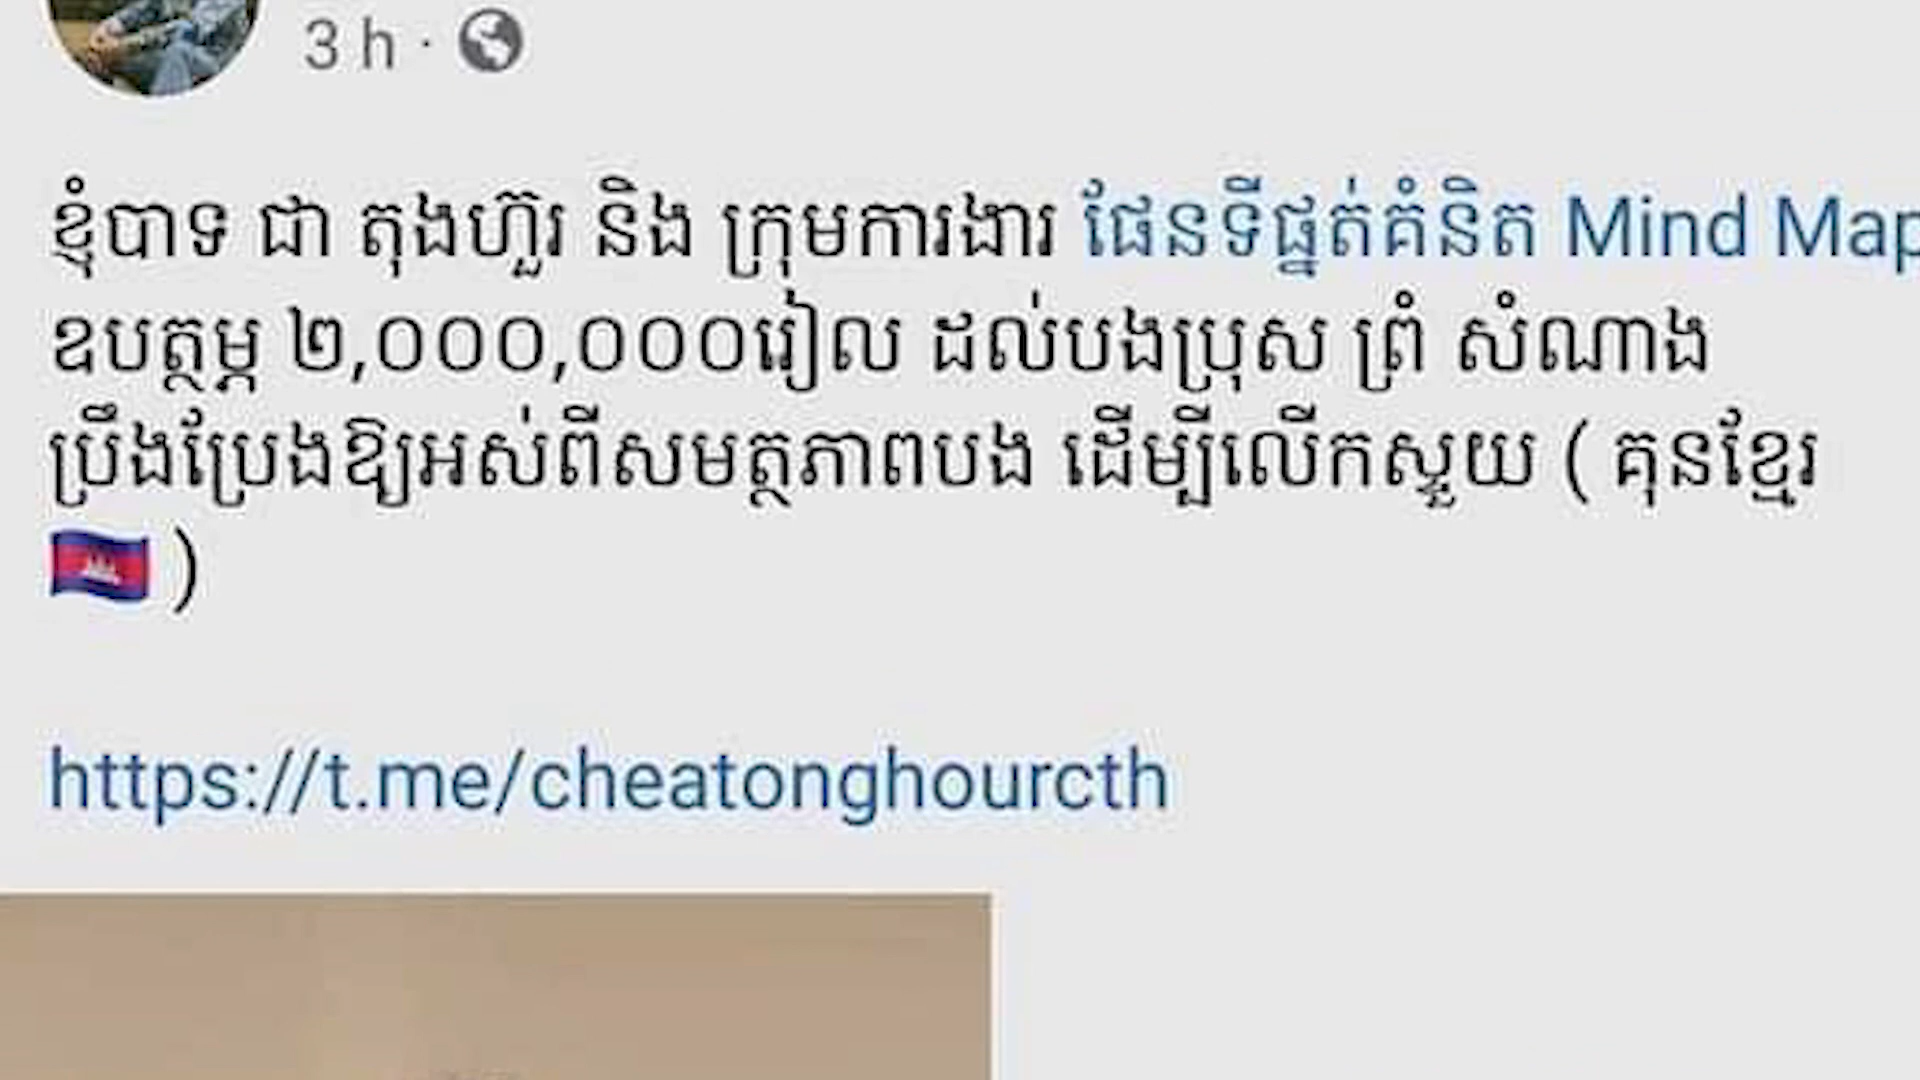 3 h ·
ខ្ញុំបាទ ជា តុងហ៊ួរ និង ក្រុមការងារ ផែនទីផ្នត់គំនិត Mind Map
ឧបត្ថម្ភ ២,០០០,០០០រៀល ដល់បងប្រុស ព្រំ សំណាង
ប្រឹងប្រែងឱ្យអស់ពីសមត្ថភាពបង ដើម្បីលើកស្ទួយ ( គុនខ្មែរ
🇰🇭 )
https://t.me/cheatonghourcth